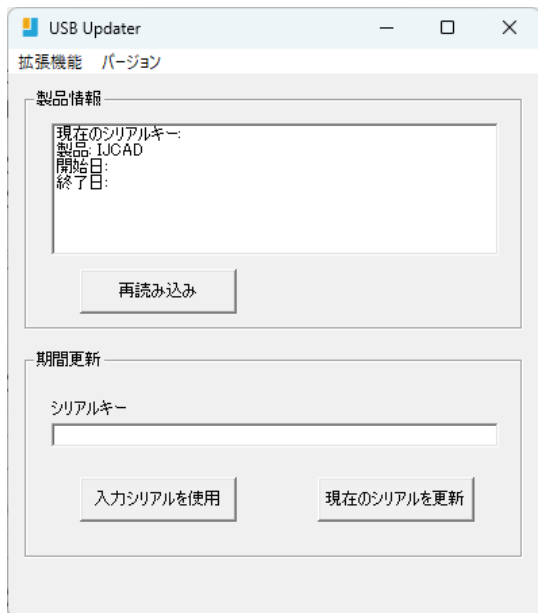 USB Updater
拡張機能 バージョン
製品情報
現在のシリアルキー:
製品: IJCAD
開始日:
終了日:
再読み込み
期間更新
シリアルキー
入力シリアルを使用
現在のシリアルを更新